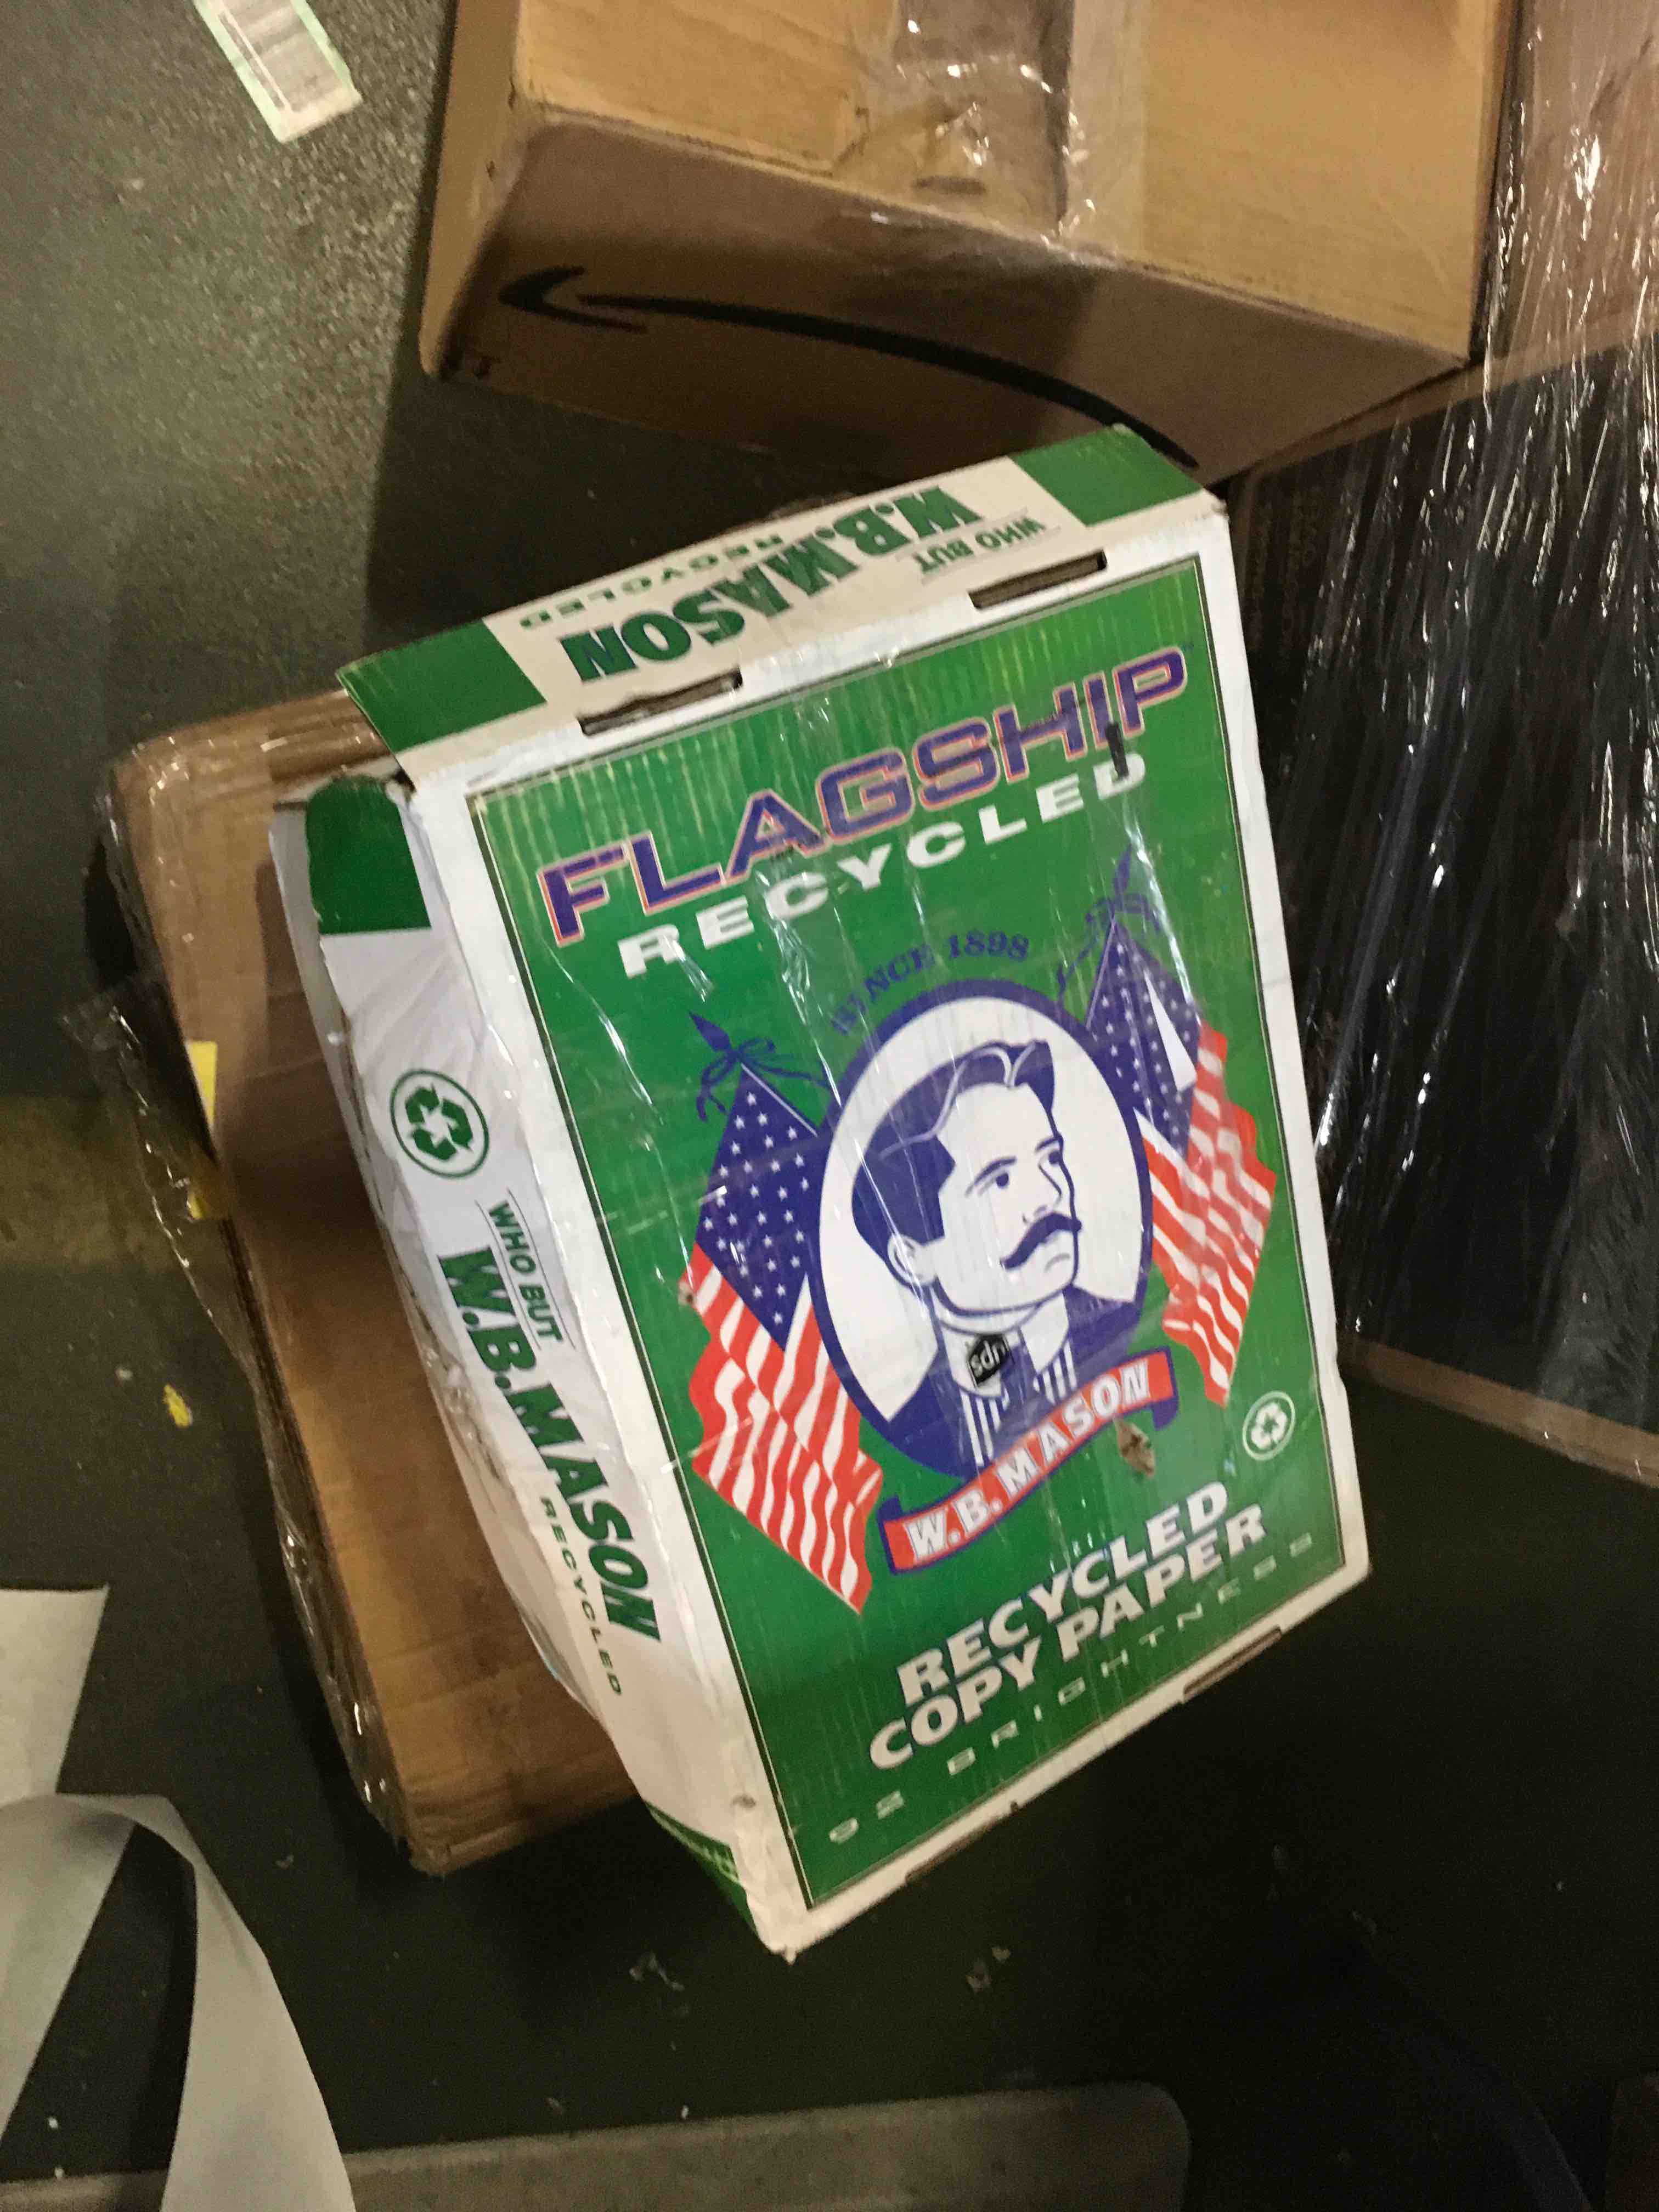 WHO BUT
W.B.MASON
RECYCLED
FLAGSHIP
RECYCLED
SINCE 1898
W.B. MASON
RECYCLED
COPY PAPER
92 BRIGHTNESS
WHO BUT
W.B.MASON
RECYCLED